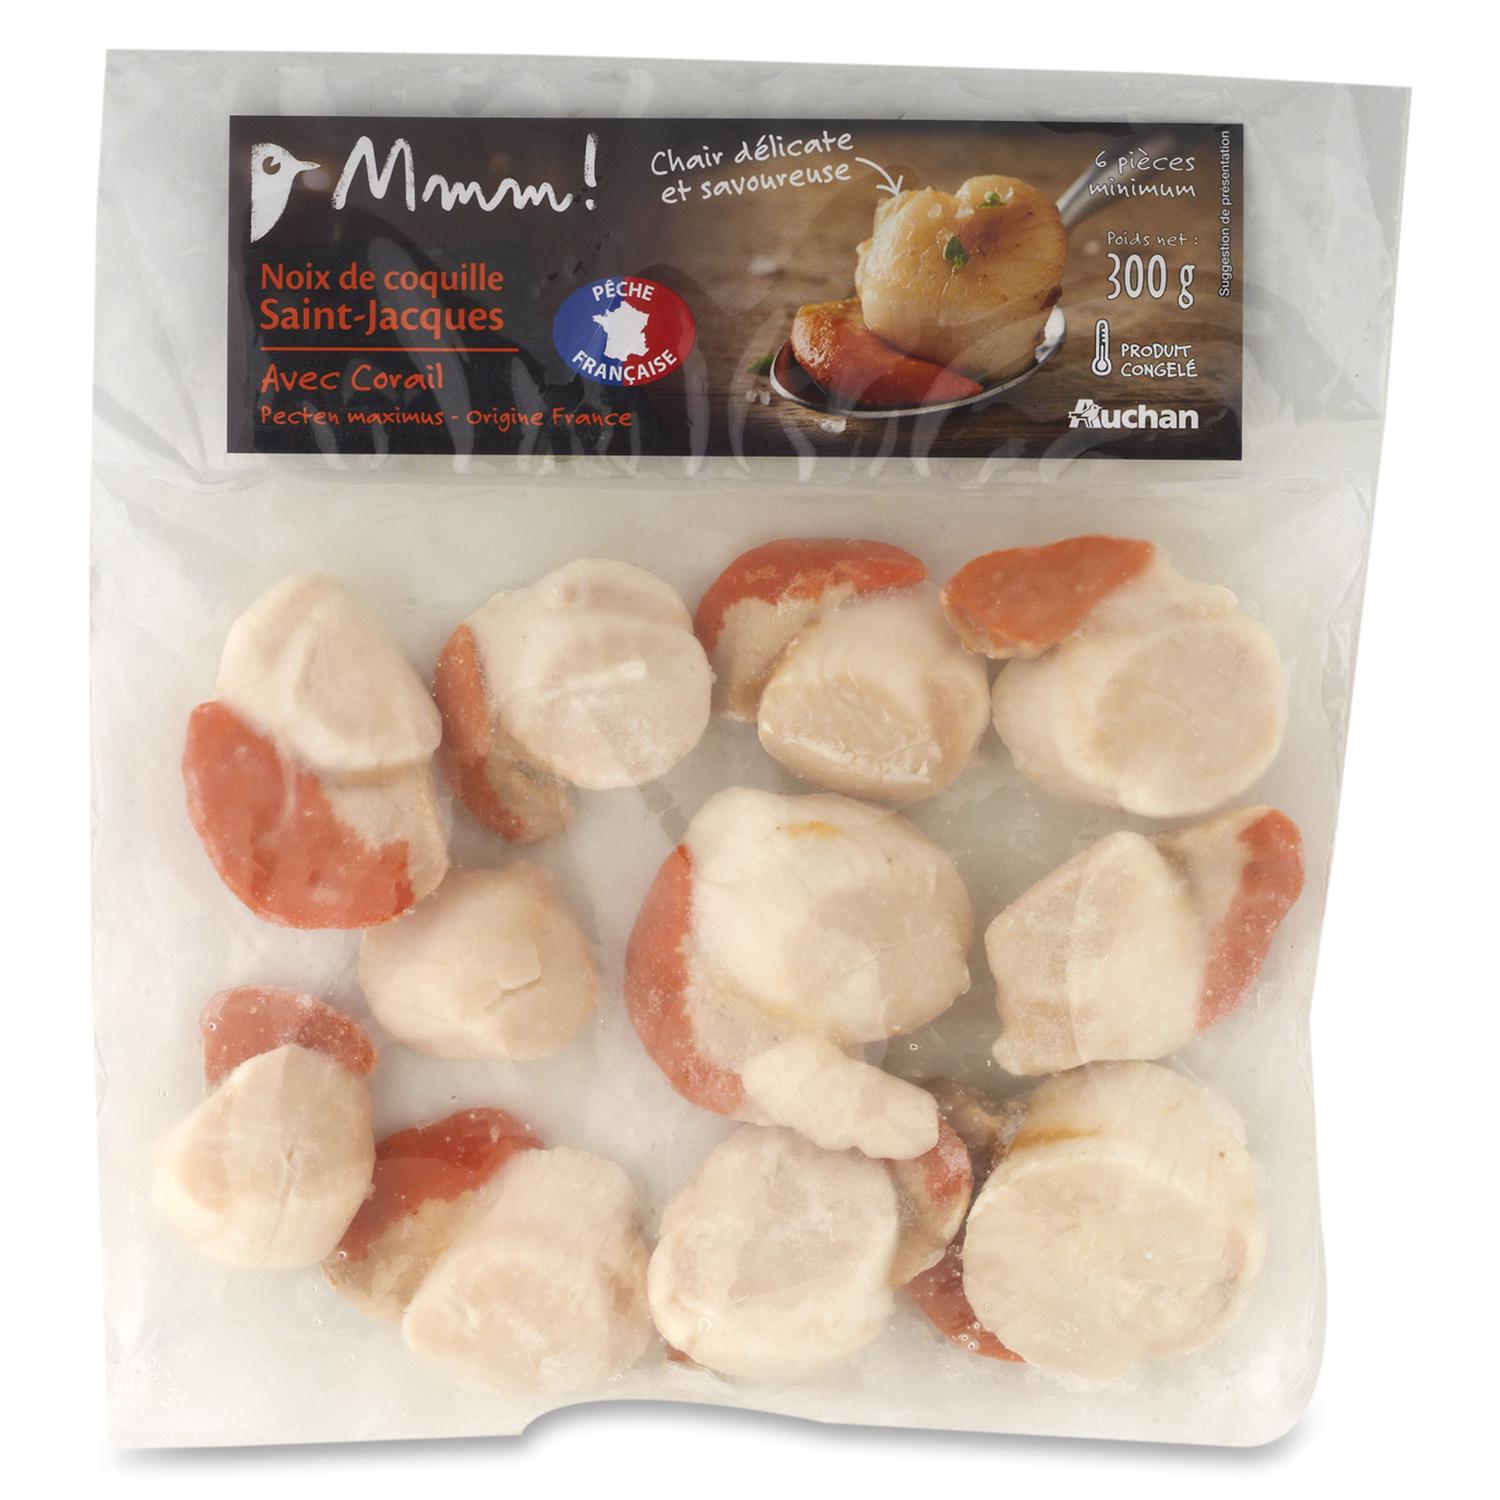 Mmm!
Chair délicate
et savoureuse
6 pièces
minimum
Suggestion de présentation
Poids net :
300 g
Noix de coquille
Saint-Jacques
PÊCHE
FRANÇAISE
PRODUIT
CONGELÉ
Avec Corail
Pecten maximus - Origine France
Auchan